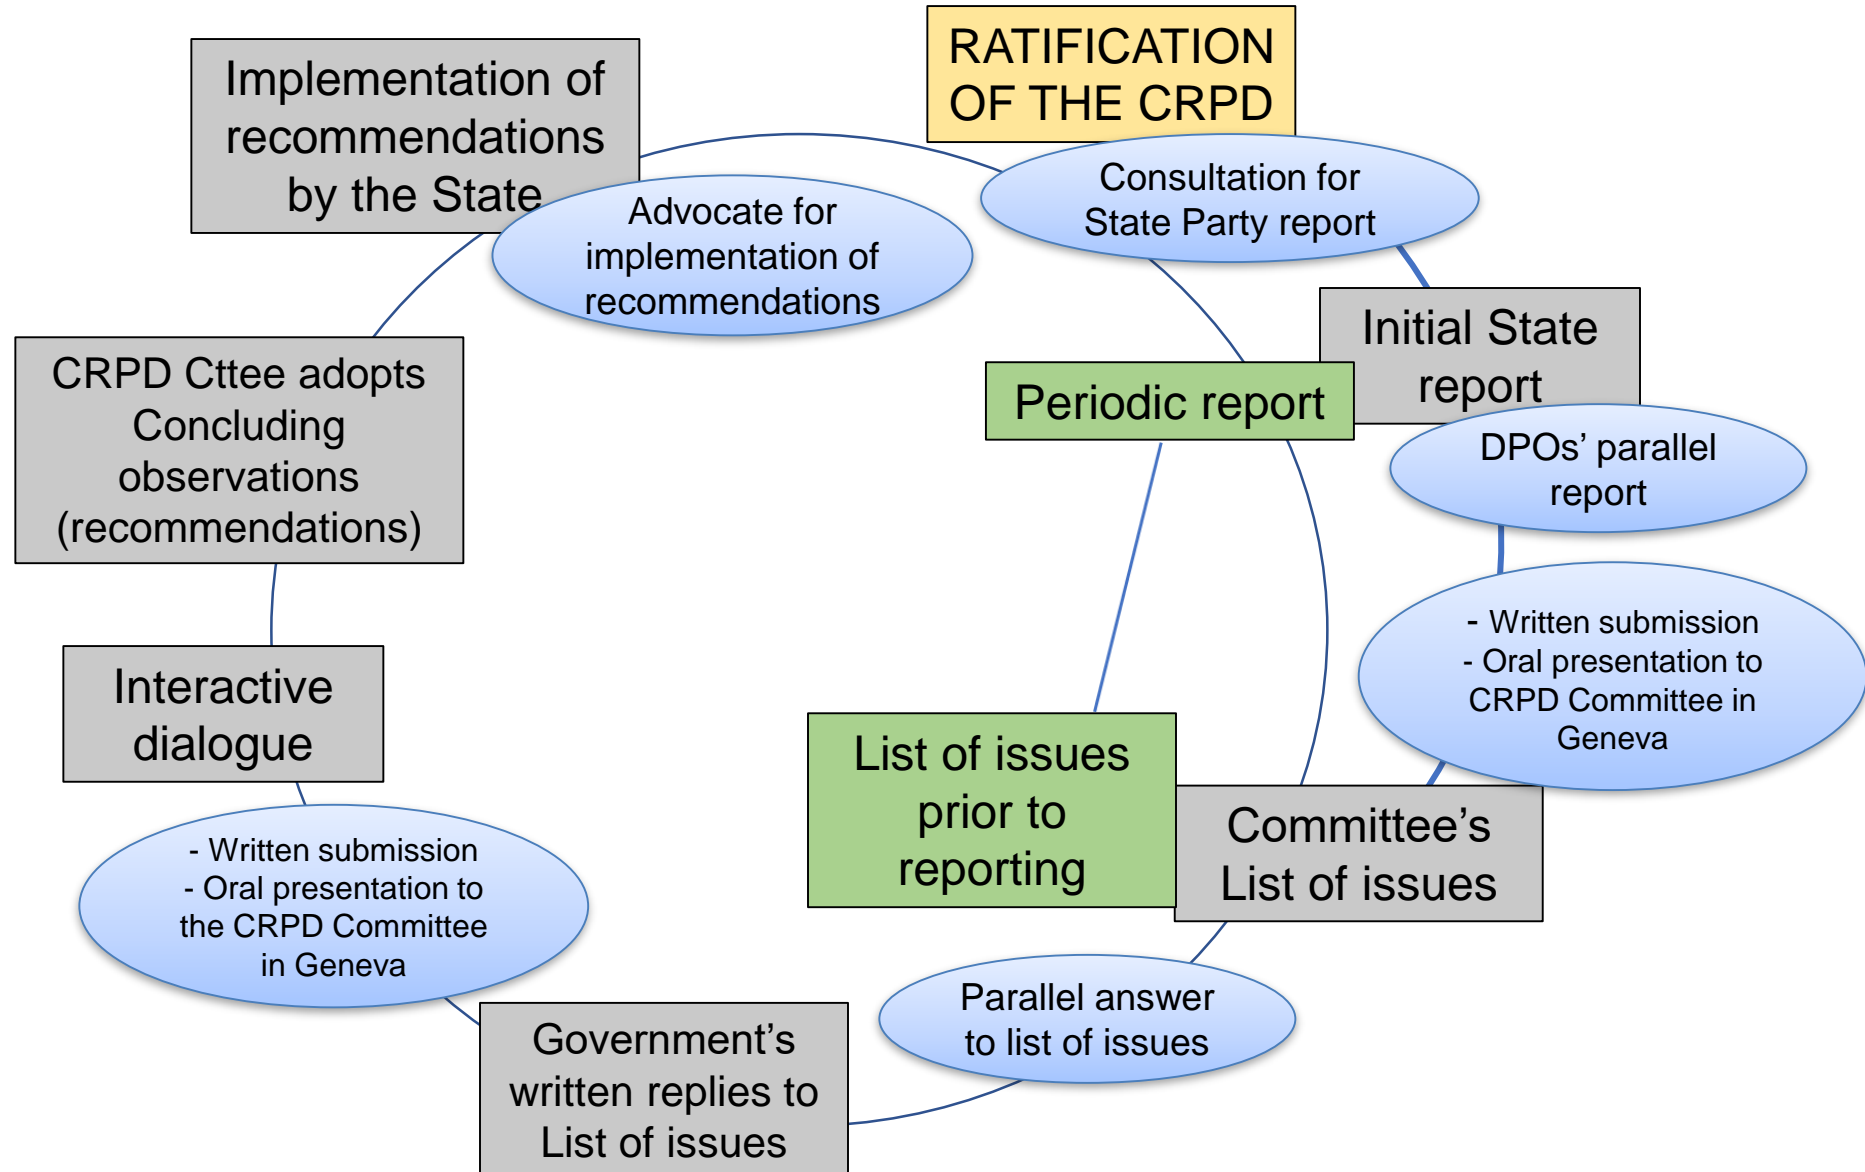 RATIFICATION
OF THE CRPD
Consultation for
State Party report
Initial State
report
DPOs’ parallel
report
- Written submission
- Oral presentation to
CRPD Committee in
Geneva
Periodic report
List of issues
prior to
reporting
Committee’s
List of issues
Parallel answer
to list of issues
Government’s
written replies to
List of issues
- Written submission
- Oral presentation to
the CRPD Committee
in Geneva
Interactive
dialogue
CRPD Cttee adopts
Concluding
observations
(recommendations)
Implementation of
recommendations
by the State
Advocate for
implementation of
recommendations